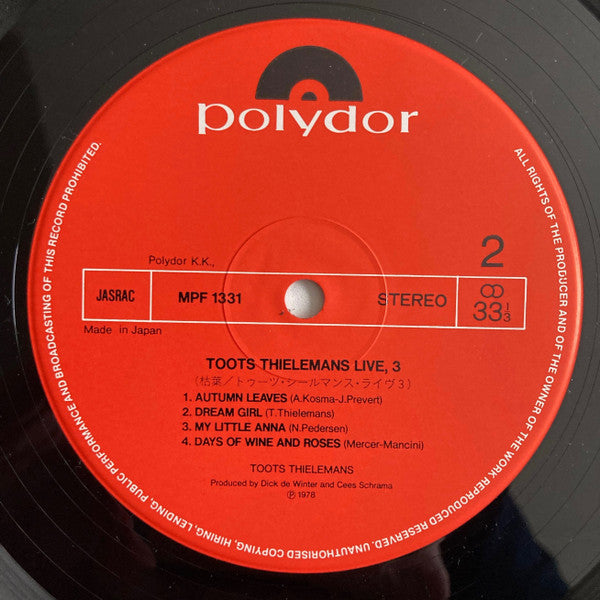 polydor
ALL RIGHTS OF THE PRODUCER AND OF THE OWNER OF THE WORK REPRODUCED RESERVED. UNAUTHORISED COPYING, HIRING, LENDING, PUBLIC PERFORMANCE AND BROADCASTING OF THIS RECORD PROHIBITED.
2
Polydor K.K.,
JASRAC MPF 1331 STEREO 33 1/3
Made in Japan
TOOTS THIELEMANS LIVE, 3
(枯葉/トゥーツ・シールマンス・ライヴ3)
1. AUTUMN LEAVES (A.Kosma-J.Prevert)
2. DREAM GIRL (T.Thielemans)
3. MY LITTLE ANNA (N.Pedersen)
4. DAYS OF WINE AND ROSES (Mercer-Mancini)
TOOTS THIELEMANS
Produced by Dick de Winter and Cees Schrama
℗ 1978